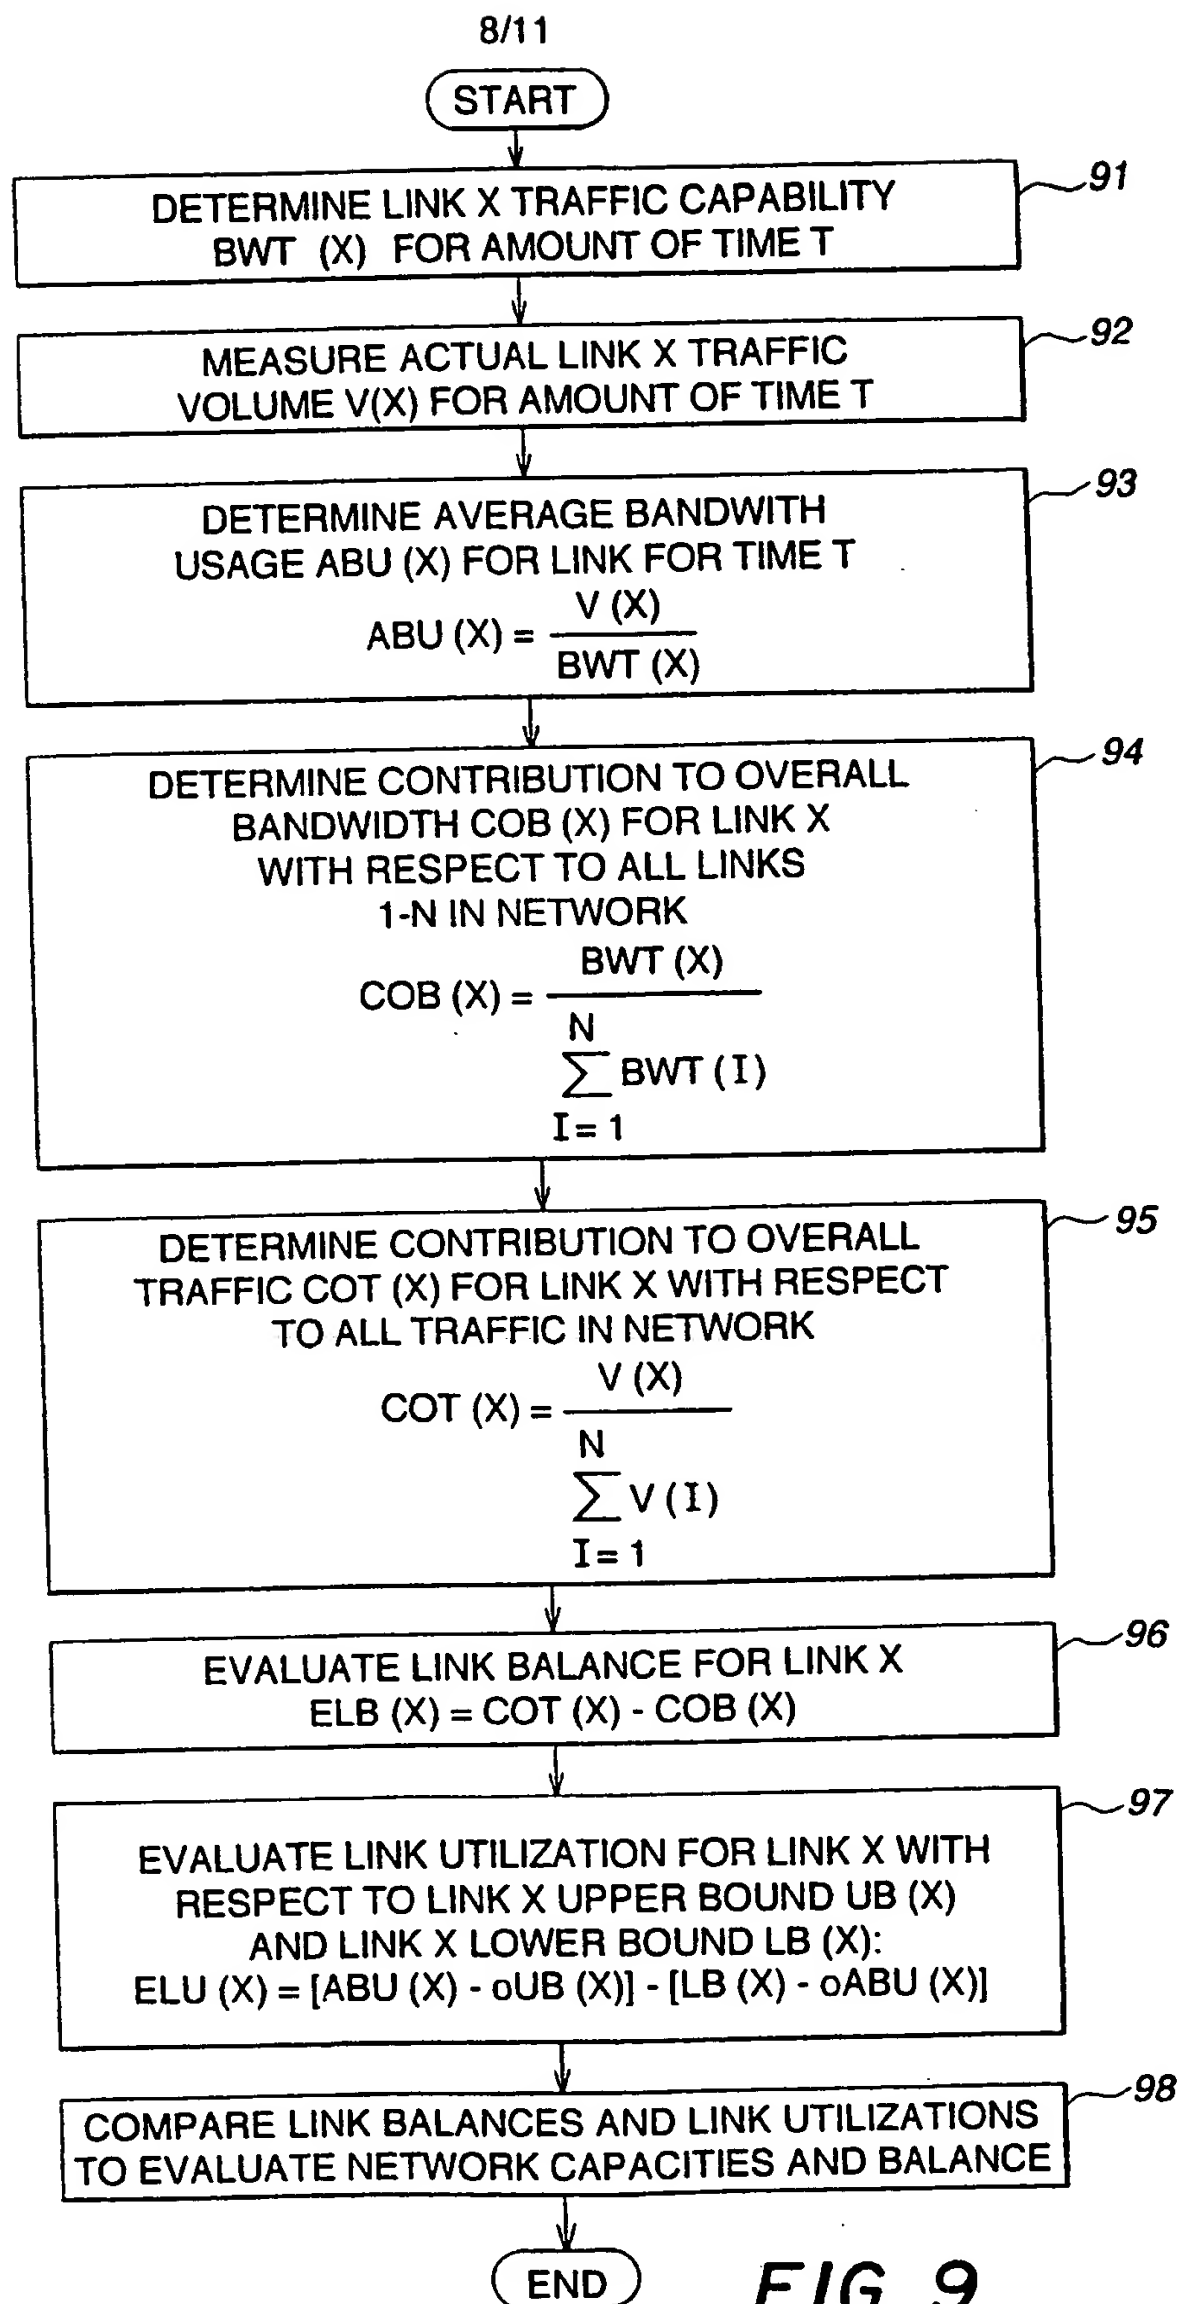 8/11
START
91
DETERMINE LINK X TRAFFIC CAPABILITY
BWT (X) FOR AMOUNT OF TIME T
92
MEASURE ACTUAL LINK X TRAFFIC
VOLUME V(X) FOR AMOUNT OF TIME T
93
DETERMINE AVERAGE BANDWITH
USAGE ABU (X) FOR LINK FOR TIME T
V (X)
ABU (X) =
BWT (X)
94
DETERMINE CONTRIBUTION TO OVERALL
BANDWIDTH COB (X) FOR LINK X
WITH RESPECT TO ALL LINKS
1-N IN NETWORK
BWT (X)
COB (X) =
N
∑ BWT (I)
I = 1
95
DETERMINE CONTRIBUTION TO OVERALL
TRAFFIC COT (X) FOR LINK X WITH RESPECT
TO ALL TRAFFIC IN NETWORK
V (X)
COT (X) =
N
∑ V (I)
I = 1
96
EVALUATE LINK BALANCE FOR LINK X
ELB (X) = COT (X) - COB (X)
97
EVALUATE LINK UTILIZATION FOR LINK X WITH
RESPECT TO LINK X UPPER BOUND UB (X)
AND LINK X LOWER BOUND LB (X):
ELU (X) = [ABU (X) - oUB (X)] - [LB (X) - oABU (X)]
98
COMPARE LINK BALANCES AND LINK UTILIZATIONS
TO EVALUATE NETWORK CAPACITIES AND BALANCE
END
FIG 9